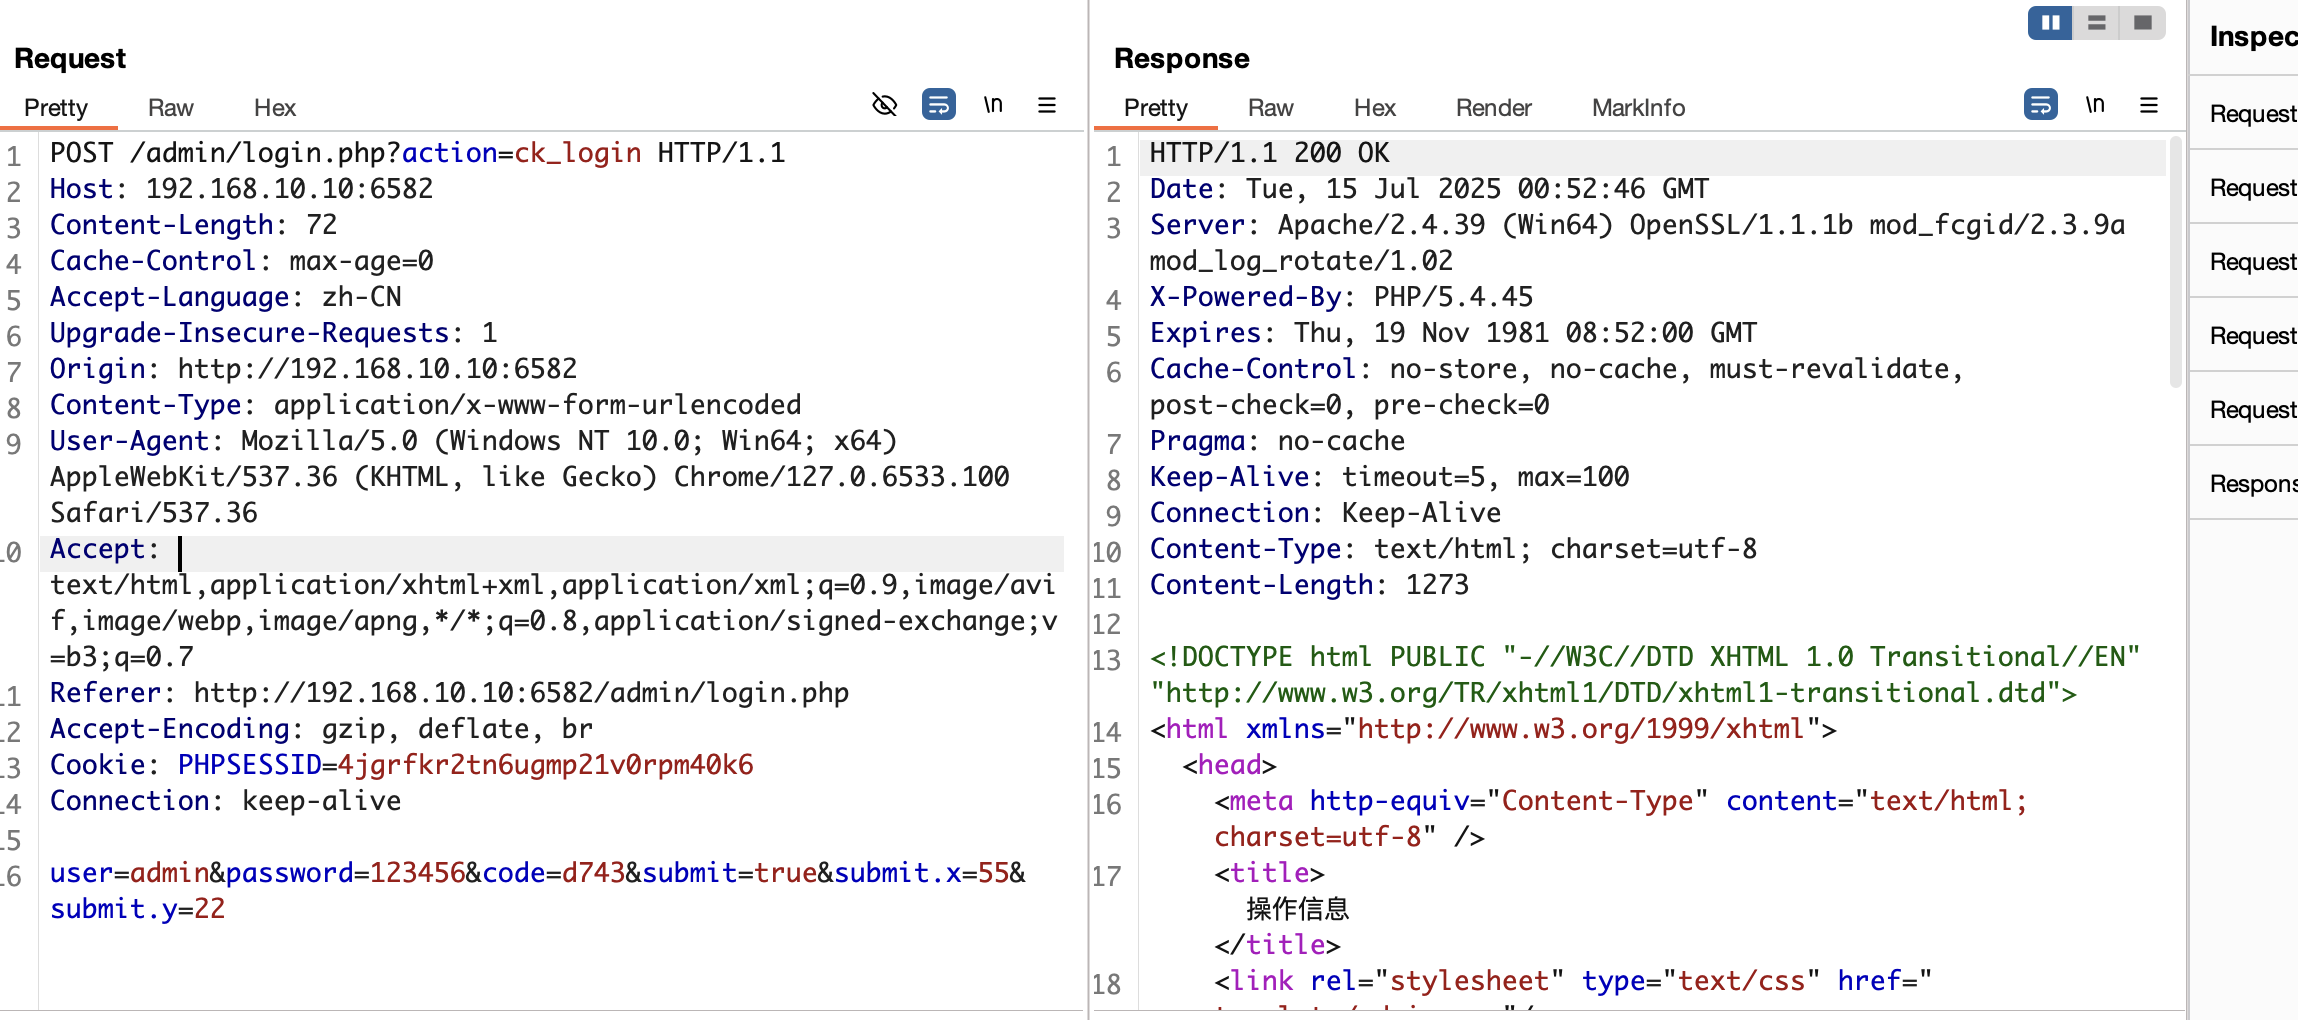 Request
Pretty Raw Hex \n
1 POST /admin/login.php?action=ck_login HTTP/1.1
2 Host: 192.168.10.10:6582
3 Content-Length: 72
4 Cache-Control: max-age=0
5 Accept-Language: zh-CN
6 Upgrade-Insecure-Requests: 1
7 Origin: http://192.168.10.10:6582
8 Content-Type: application/x-www-form-urlencoded
9 User-Agent: Mozilla/5.0 (Windows NT 10.0; Win64; x64)
AppleWebKit/537.36 (KHTML, like Gecko) Chrome/127.0.6533.100
Safari/537.36
10 Accept:
text/html,application/xhtml+xml,application/xml;q=0.9,image/avi
f,image/webp,image/apng,*/*;q=0.8,application/signed-exchange;v
=b3;q=0.7
11 Referer: http://192.168.10.10:6582/admin/login.php
12 Accept-Encoding: gzip, deflate, br
13 Cookie: PHPSESSID=4jgrfkr2tn6ugmp21v0rpm40k6
14 Connection: keep-alive
15
16 user=admin&password=123456&code=d743&submit=true&submit.x=55&
submit.y=22
Response
Pretty Raw Hex Render MarkInfo \n
1 HTTP/1.1 200 OK
2 Date: Tue, 15 Jul 2025 00:52:46 GMT
3 Server: Apache/2.4.39 (Win64) OpenSSL/1.1.1b mod_fcgid/2.3.9a
mod_log_rotate/1.02
4 X-Powered-By: PHP/5.4.45
5 Expires: Thu, 19 Nov 1981 08:52:00 GMT
6 Cache-Control: no-store, no-cache, must-revalidate,
post-check=0, pre-check=0
7 Pragma: no-cache
8 Keep-Alive: timeout=5, max=100
9 Connection: Keep-Alive
10 Content-Type: text/html; charset=utf-8
11 Content-Length: 1273
12
13 <!DOCTYPE html PUBLIC "-//W3C//DTD XHTML 1.0 Transitional//EN"
"http://www.w3.org/TR/xhtml1/DTD/xhtml1-transitional.dtd">
14 <html xmlns="http://www.w3.org/1999/xhtml">
15 <head>
16 <meta http-equiv="Content-Type" content="text/html;
charset=utf-8" />
17 <title>
操作信息
</title>
18 <link rel="stylesheet" type="text/css" href="
Inspec
Request
Request
Request
Request
Request
Respons